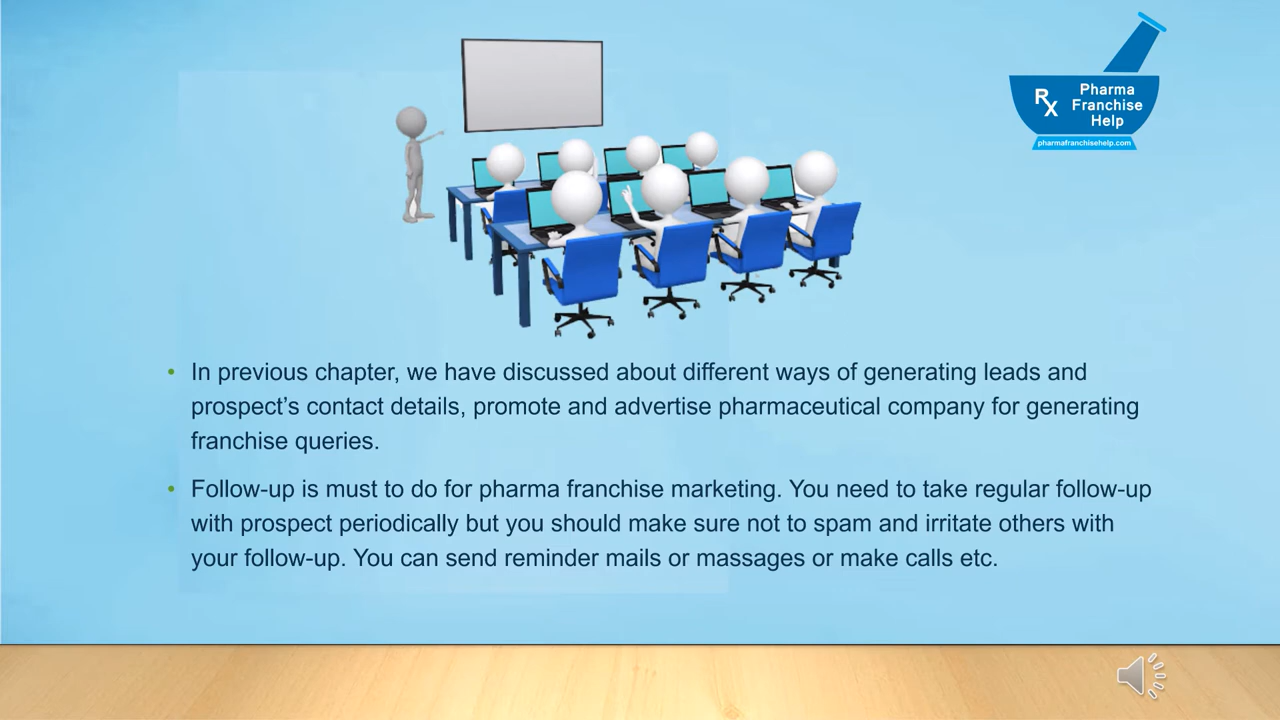 Rx
Pharma
Franchise
Help
pharmafranchisehelp.com
• In previous chapter, we have discussed about different ways of generating leads and
prospect’s contact details, promote and advertise pharmaceutical company for generating
franchise queries.
• Follow-up is must to do for pharma franchise marketing. You need to take regular follow-up
with prospect periodically but you should make sure not to spam and irritate others with
your follow-up. You can send reminder mails or massages or make calls etc.